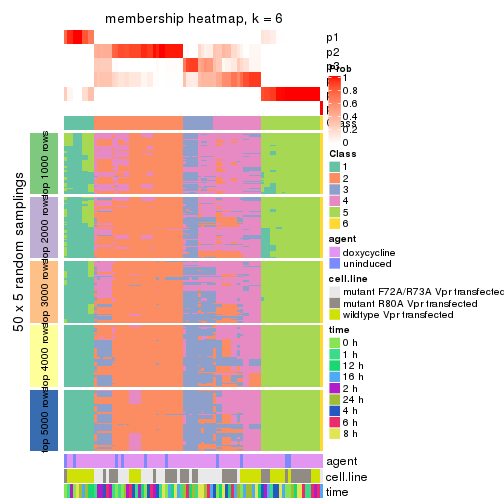 membership heatmap, k = 6
p1
p2
p3
Prob
1
0.8
0.6
0.4
0.2
0
Class
Class
1
2
3
4
5
6
agent
doxycycline
uninduced
cell.line
mutant F72A/R73A Vpr transfected
mutant R80A Vpr transfected
wildtype Vpr transfected
time
0 h
1 h
12 h
16 h
2 h
24 h
4 h
6 h
8 h
50 x 5 random samplings
top 1000 rows
top 2000 rows
top 3000 rows
top 4000 rows
top 5000 rows
agent
cell.line
time